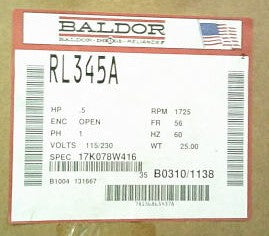 BALDOR
BALDOR · DODGE · RELIANCE
RL345A
HP .5 RPM 1725
ENC OPEN FR 56
PH 1 HZ 60
VOLTS 115/230 WT 25.00
SPEC 17K078W416
35 B0310/1138
B1004 131667